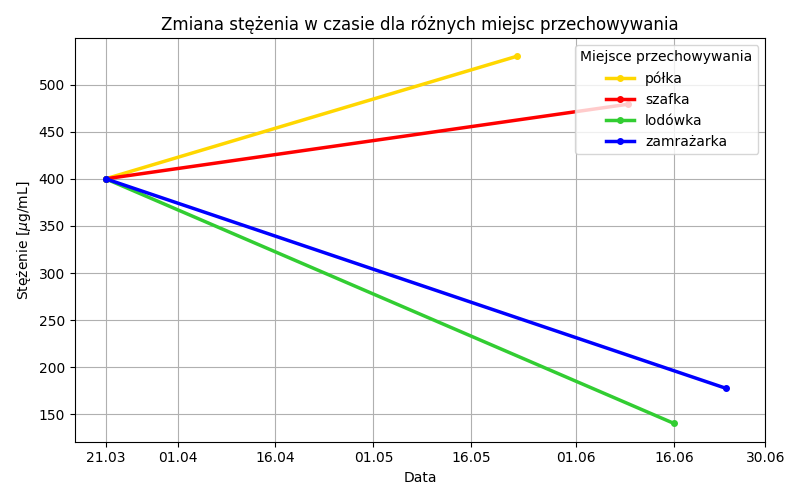 Zmiana stężenia w czasie dla różnych miejsc przechowywania
Stężenie [μg/mL]
500
450
400
350
300
250
200
150
Miejsce przechowywania
półka
szafka
lodówka
zamrażarka
21.03 01.04 16.04 01.05 16.05 01.06 16.06 30.06
Data